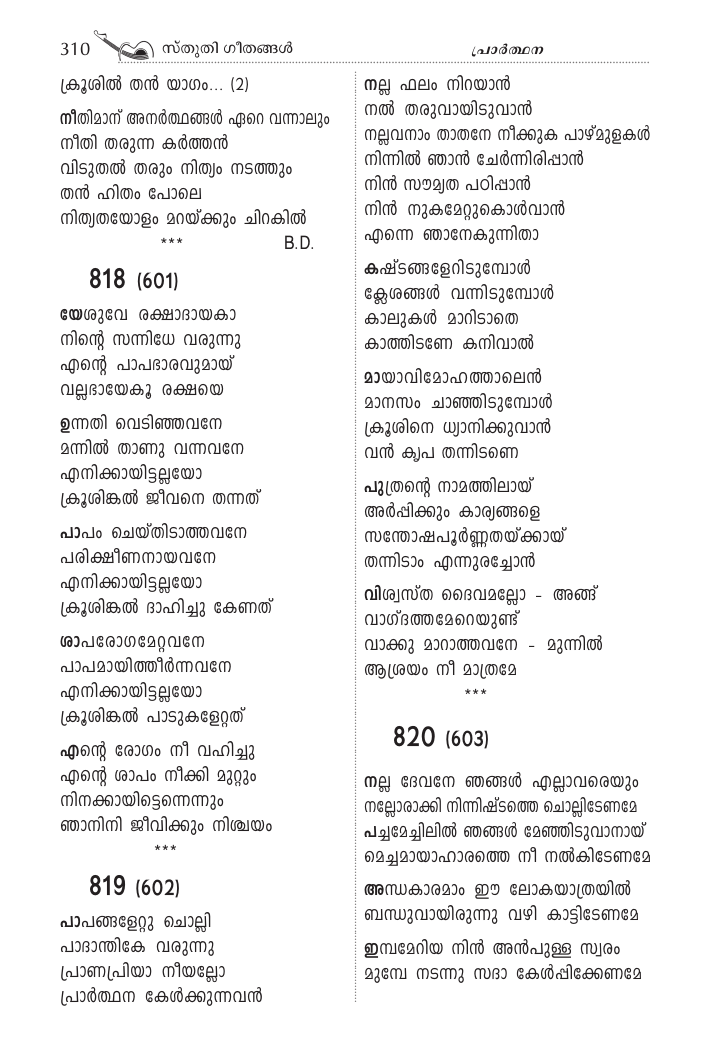 310 സ്തുതി ഗീതങ്ങൾ
പ്രാർത്ഥന
ക്രൂശിൽ തൻ യാഗം... (2)
നീതിമാന് അനർത്ഥങ്ങൾ ഏറെ വന്നാലും
നീതി തരുന്ന കർത്തൻ
വിടുതൽ തരും നിത്യം നടത്തും
തൻ ഹിതം പോലെ
നിത്യതയോളം മറയ്ക്കും ചിറകിൽ
*** B.D.
818 (601)
യേശുവേ രക്ഷാദായകാ
നിന്റെ സന്നിധേ വരുന്നു
എന്റെ പാപഭാരവുമായ്
വല്ലഭായേകൂ രക്ഷയെ
ഉന്നതി വെടിഞ്ഞവനേ
മന്നിൽ താണു വന്നവനേ
എനിക്കായിട്ടല്ലയോ
ക്രൂശിങ്കൽ ജീവനെ തന്നത്
പാപം ചെയ്തിടാത്തവനേ
പരിക്ഷീണനായവനേ
എനിക്കായിട്ടല്ലയോ
ക്രൂശിങ്കൽ ദാഹിച്ചു കേണത്
ശാപരോഗമേറ്റവനേ
പാപമായിത്തീർന്നവനേ
എനിക്കായിട്ടല്ലയോ
ക്രൂശിങ്കൽ പാടുകളേറ്റത്
എന്റെ രോഗം നീ വഹിച്ചു
എന്റെ ശാപം നീക്കി മുറ്റും
നിനക്കായിട്ടെന്നെന്നും
ഞാനിനി ജീവിക്കും നിശ്ചയം
***
819 (602)
പാപങ്ങളേറ്റു ചൊല്ലി
പാദാന്തികേ വരുന്നു
പ്രാണപ്രിയാ നീയല്ലോ
പ്രാർത്ഥന കേൾക്കുന്നവൻ
നല്ല ഫലം നിറയാൻ
നൽ തരുവായിടുവാൻ
നല്ലവനാം താതനേ നീക്കുക പാഴ്മുളകൾ
നിന്നിൽ ഞാൻ ചേർന്നിരിപ്പാൻ
നിൻ സൗമ്യത പഠിപ്പാൻ
നിൻ നുകമേറ്റുകൊൾവാൻ
എന്നെ ഞാനേകുന്നിതാ
കഷ്ടങ്ങളേറിടുമ്പോൾ
ക്ലേശങ്ങൾ വന്നിടുമ്പോൾ
കാലുകൾ മാറിടാതെ
കാത്തിടണേ കനിവാൽ
മായാവിമോഹത്താലെൻ
മാനസം ചാഞ്ഞിടുമ്പോൾ
ക്രൂശിനെ ധ്യാനിക്കുവാൻ
വൻ കൃപ തന്നിടണെ
പുത്രന്റെ നാമത്തിലായ്
അർപ്പിക്കും കാര്യങ്ങളെ
സന്തോഷപൂർണ്ണതയ്ക്കായ്
തന്നിടാം എന്നുരച്ചോൻ
വിശ്വസ്ത ദൈവമല്ലോ - അങ്ങ്
വാഗ്ദത്തമേറെയുണ്ട്
വാക്കു മാറാത്തവനേ - മുന്നിൽ
ആശ്രയം നീ മാത്രമേ
***
820 (603)
നല്ല ദേവനേ ഞങ്ങൾ എല്ലാവരെയും
നല്ലോരാക്കി നിന്നിഷ്ടത്തെ ചൊല്ലിടേണമേ
പച്ചമേച്ചിലിൽ ഞങ്ങൾ മേഞ്ഞിടുവാനായ്
മെച്ചമായാഹാരത്തെ നീ നൽകിടേണമേ
അന്ധകാരമാം ഈ ലോകയാത്രയിൽ
ബന്ധുവായിരുന്നു വഴി കാട്ടിടേണമേ
ഇമ്പമേറിയ നിൻ അൻപുള്ള സ്വരം
മുമ്പേ നടന്നു സദാ കേൾപ്പിക്കേണമേ